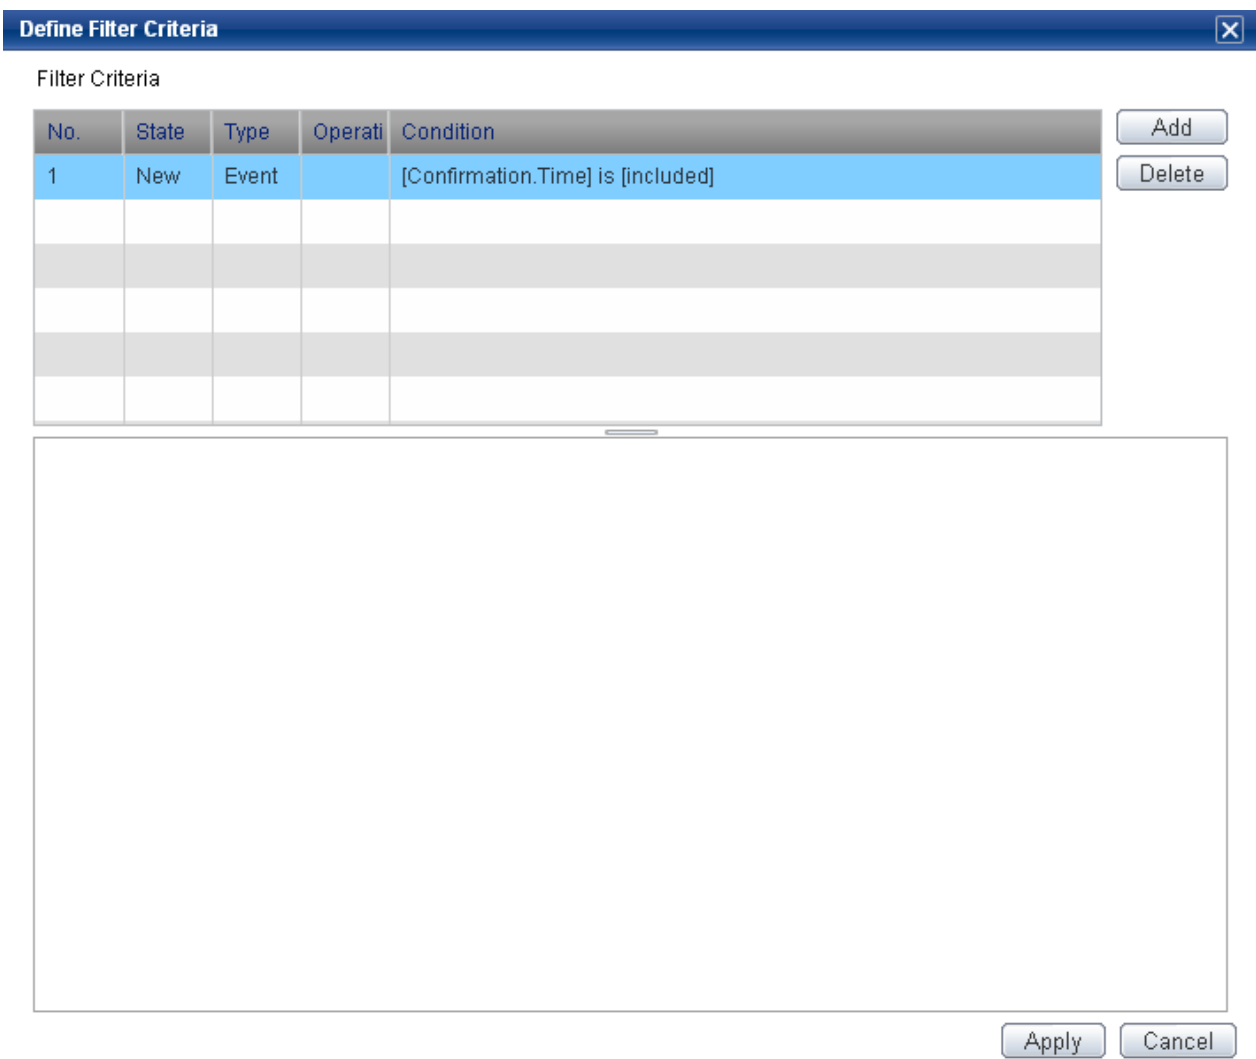 Define Filter Criteria
Filter Criteria
No. State Type Operati Condition Add
1 New Event [Confirmation.Time] is [included] Delete
Apply Cancel